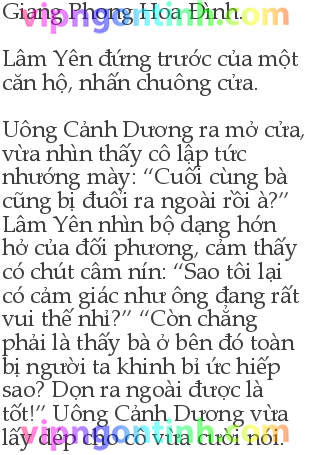 Giang Phong Hoa Đình.
vipngontinh.com
Lâm Yên đứng trước của một
căn hộ, nhấn chuông cửa.
Uông Cảnh Dương ra mở cửa,
vừa nhìn thấy cô lập tức
nhướng mày: “Cuối cùng bà
cũng bị đuổi ra ngoài rồi à?”
Lâm Yên nhìn bộ dạng hớn
hở của đối phương, cảm thấy
có chút câm nín: “Sao tôi lại
có cảm giác như ông đang rất
vui thế nhỉ?” “Còn chẳng
phải là thấy bà ở bên đó toàn
bị người ta khinh bỉ ức hiếp
sao? Dọn ra ngoài được là
tốt!” Uông Cảnh Dương vừa
lấy dép cho cô vừa cười nói.
vipngontinh.com